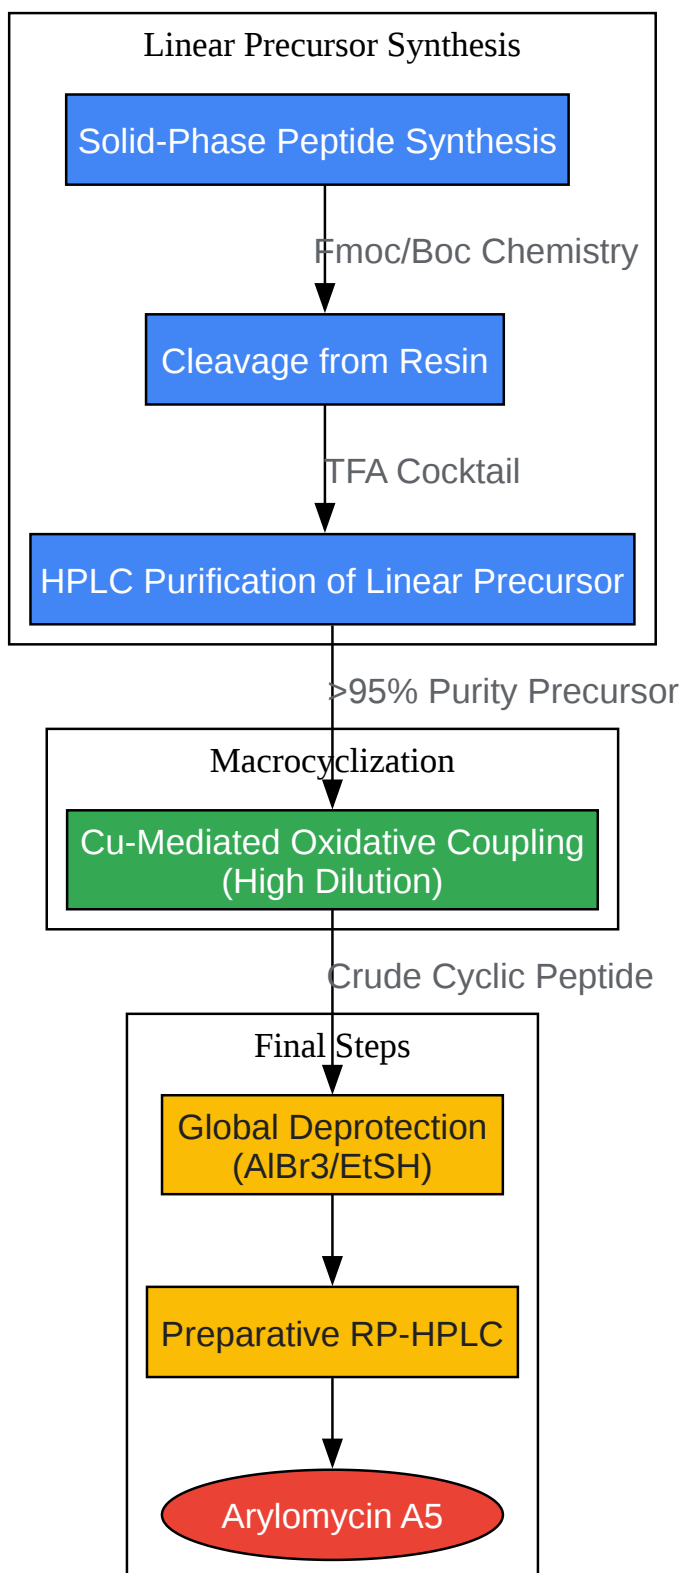 Linear Precursor Synthesis
Solid-Phase Peptide Synthesis
Fmoc/Boc Chemistry
Cleavage from Resin
TFA Cocktail
HPLC Purification of Linear Precursor
>95% Purity Precursor
Macrocyclization
Cu-Mediated Oxidative Coupling
(High Dilution)
Crude Cyclic Peptide
Final Steps
Global Deprotection
(AlBr3/EtSH)
Preparative RP-HPLC
Arylomycin A5